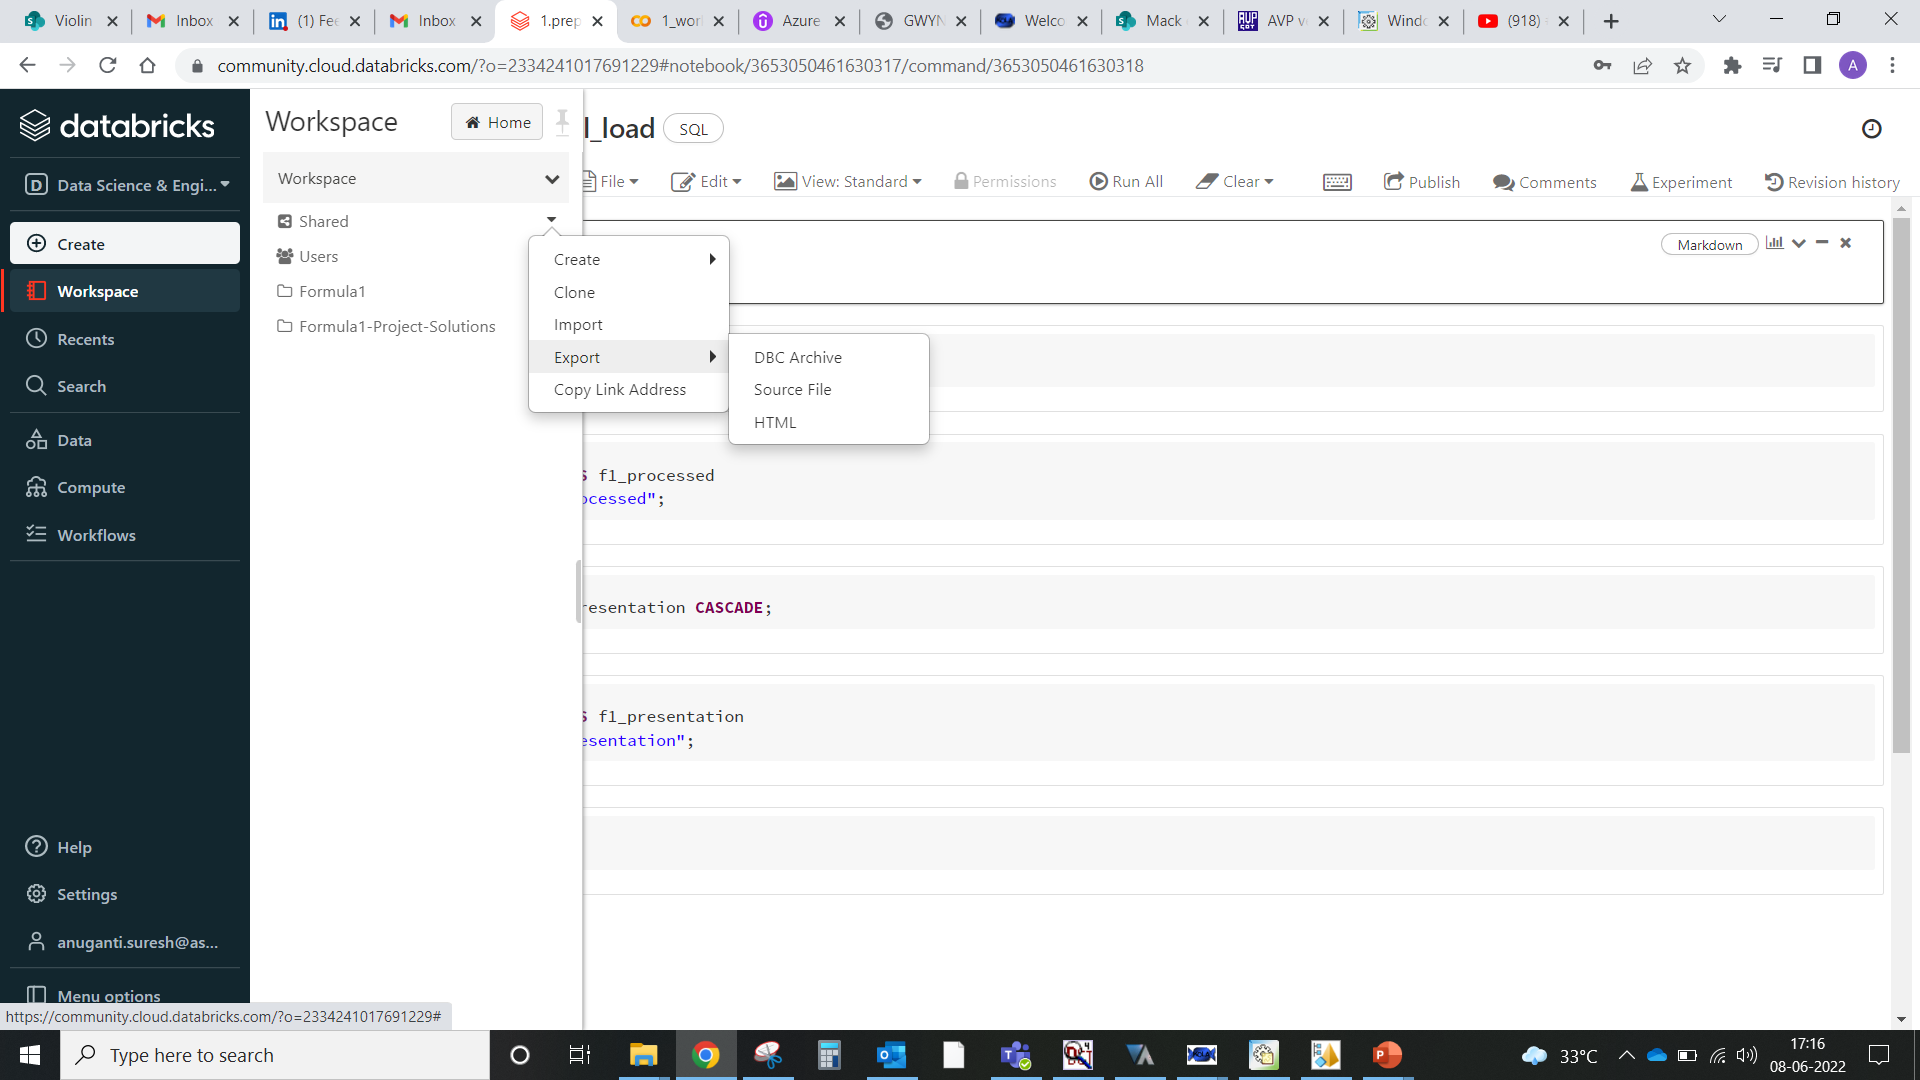 Violin
Inbox
(1) Fee
Inbox
1.prep
1_worl
Azure
GWYN
Welco
Mack
AVP v
Windo
(918)
community.cloud.databricks.com/?o=2334241017691229#notebook/3653050461630317/command/3653050461630318
A
databricks
D Data Science & Engi...
Create
Workspace
Recents
Search
Data
Compute
Workflows
Help
Settings
anuganti.suresh@as...
Menu options
https://community.cloud.databricks.com/?o=2334241017691229#
Workspace
Home
Workspace
Shared
Users
Formula1
Formula1-Project-Solutions
Create
Clone
Import
Export
Copy Link Address
DBC Archive
Source File
HTML
l_load SQL
File
Edit
View: Standard
Permissions
Run All
Clear
Publish
Comments
Experiment
Revision history
Markdown
S f1_processed
ocessed";
resentation CASCADE;
S f1_presentation
esentation";
Type here to search
33°C
17:16
08-06-2022